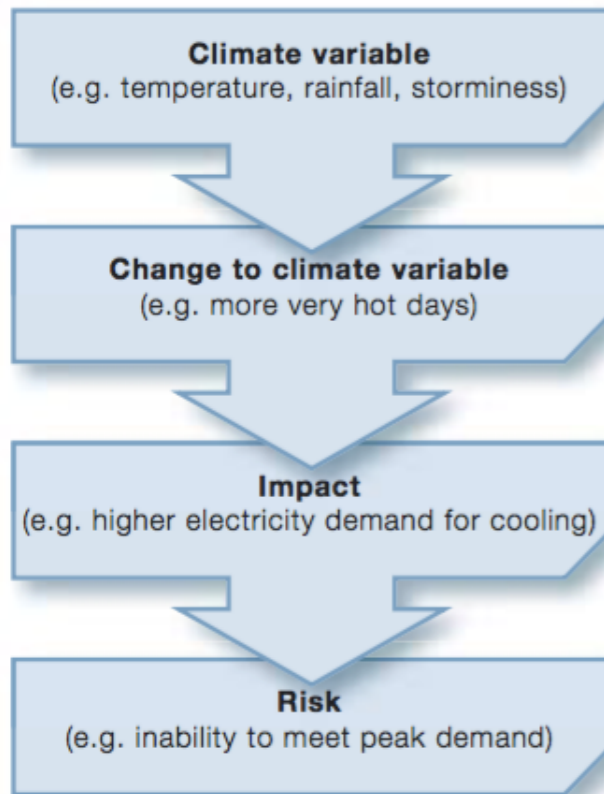 Climate variable
(e.g. temperature, rainfall, storminess)
Change to climate variable
(e.g. more very hot days)
Impact
(e.g. higher electricity demand for cooling)
Risk
(e.g. inability to meet peak demand)